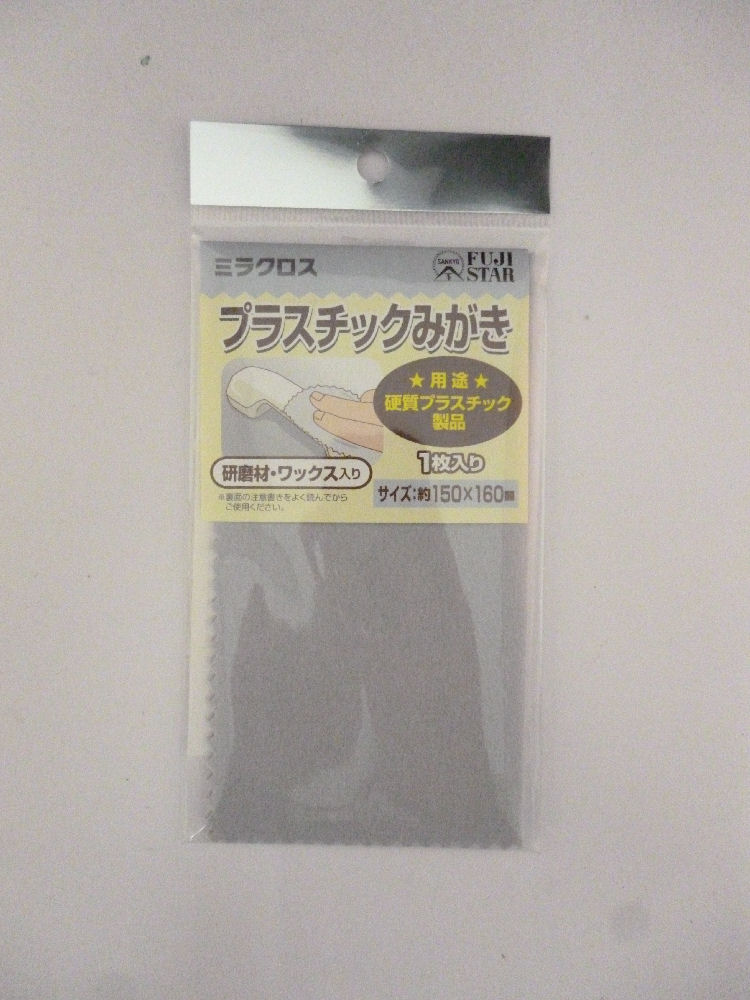 ミラクロス
SANKYO
FUJI
STAR
プラスチックみがき
★用途★
硬質プラスチック
製品
研磨材・ワックス入り
1枚入り
サイズ:約150×160㎜
※裏面の注意書きをよく読んでから
ご使用ください。